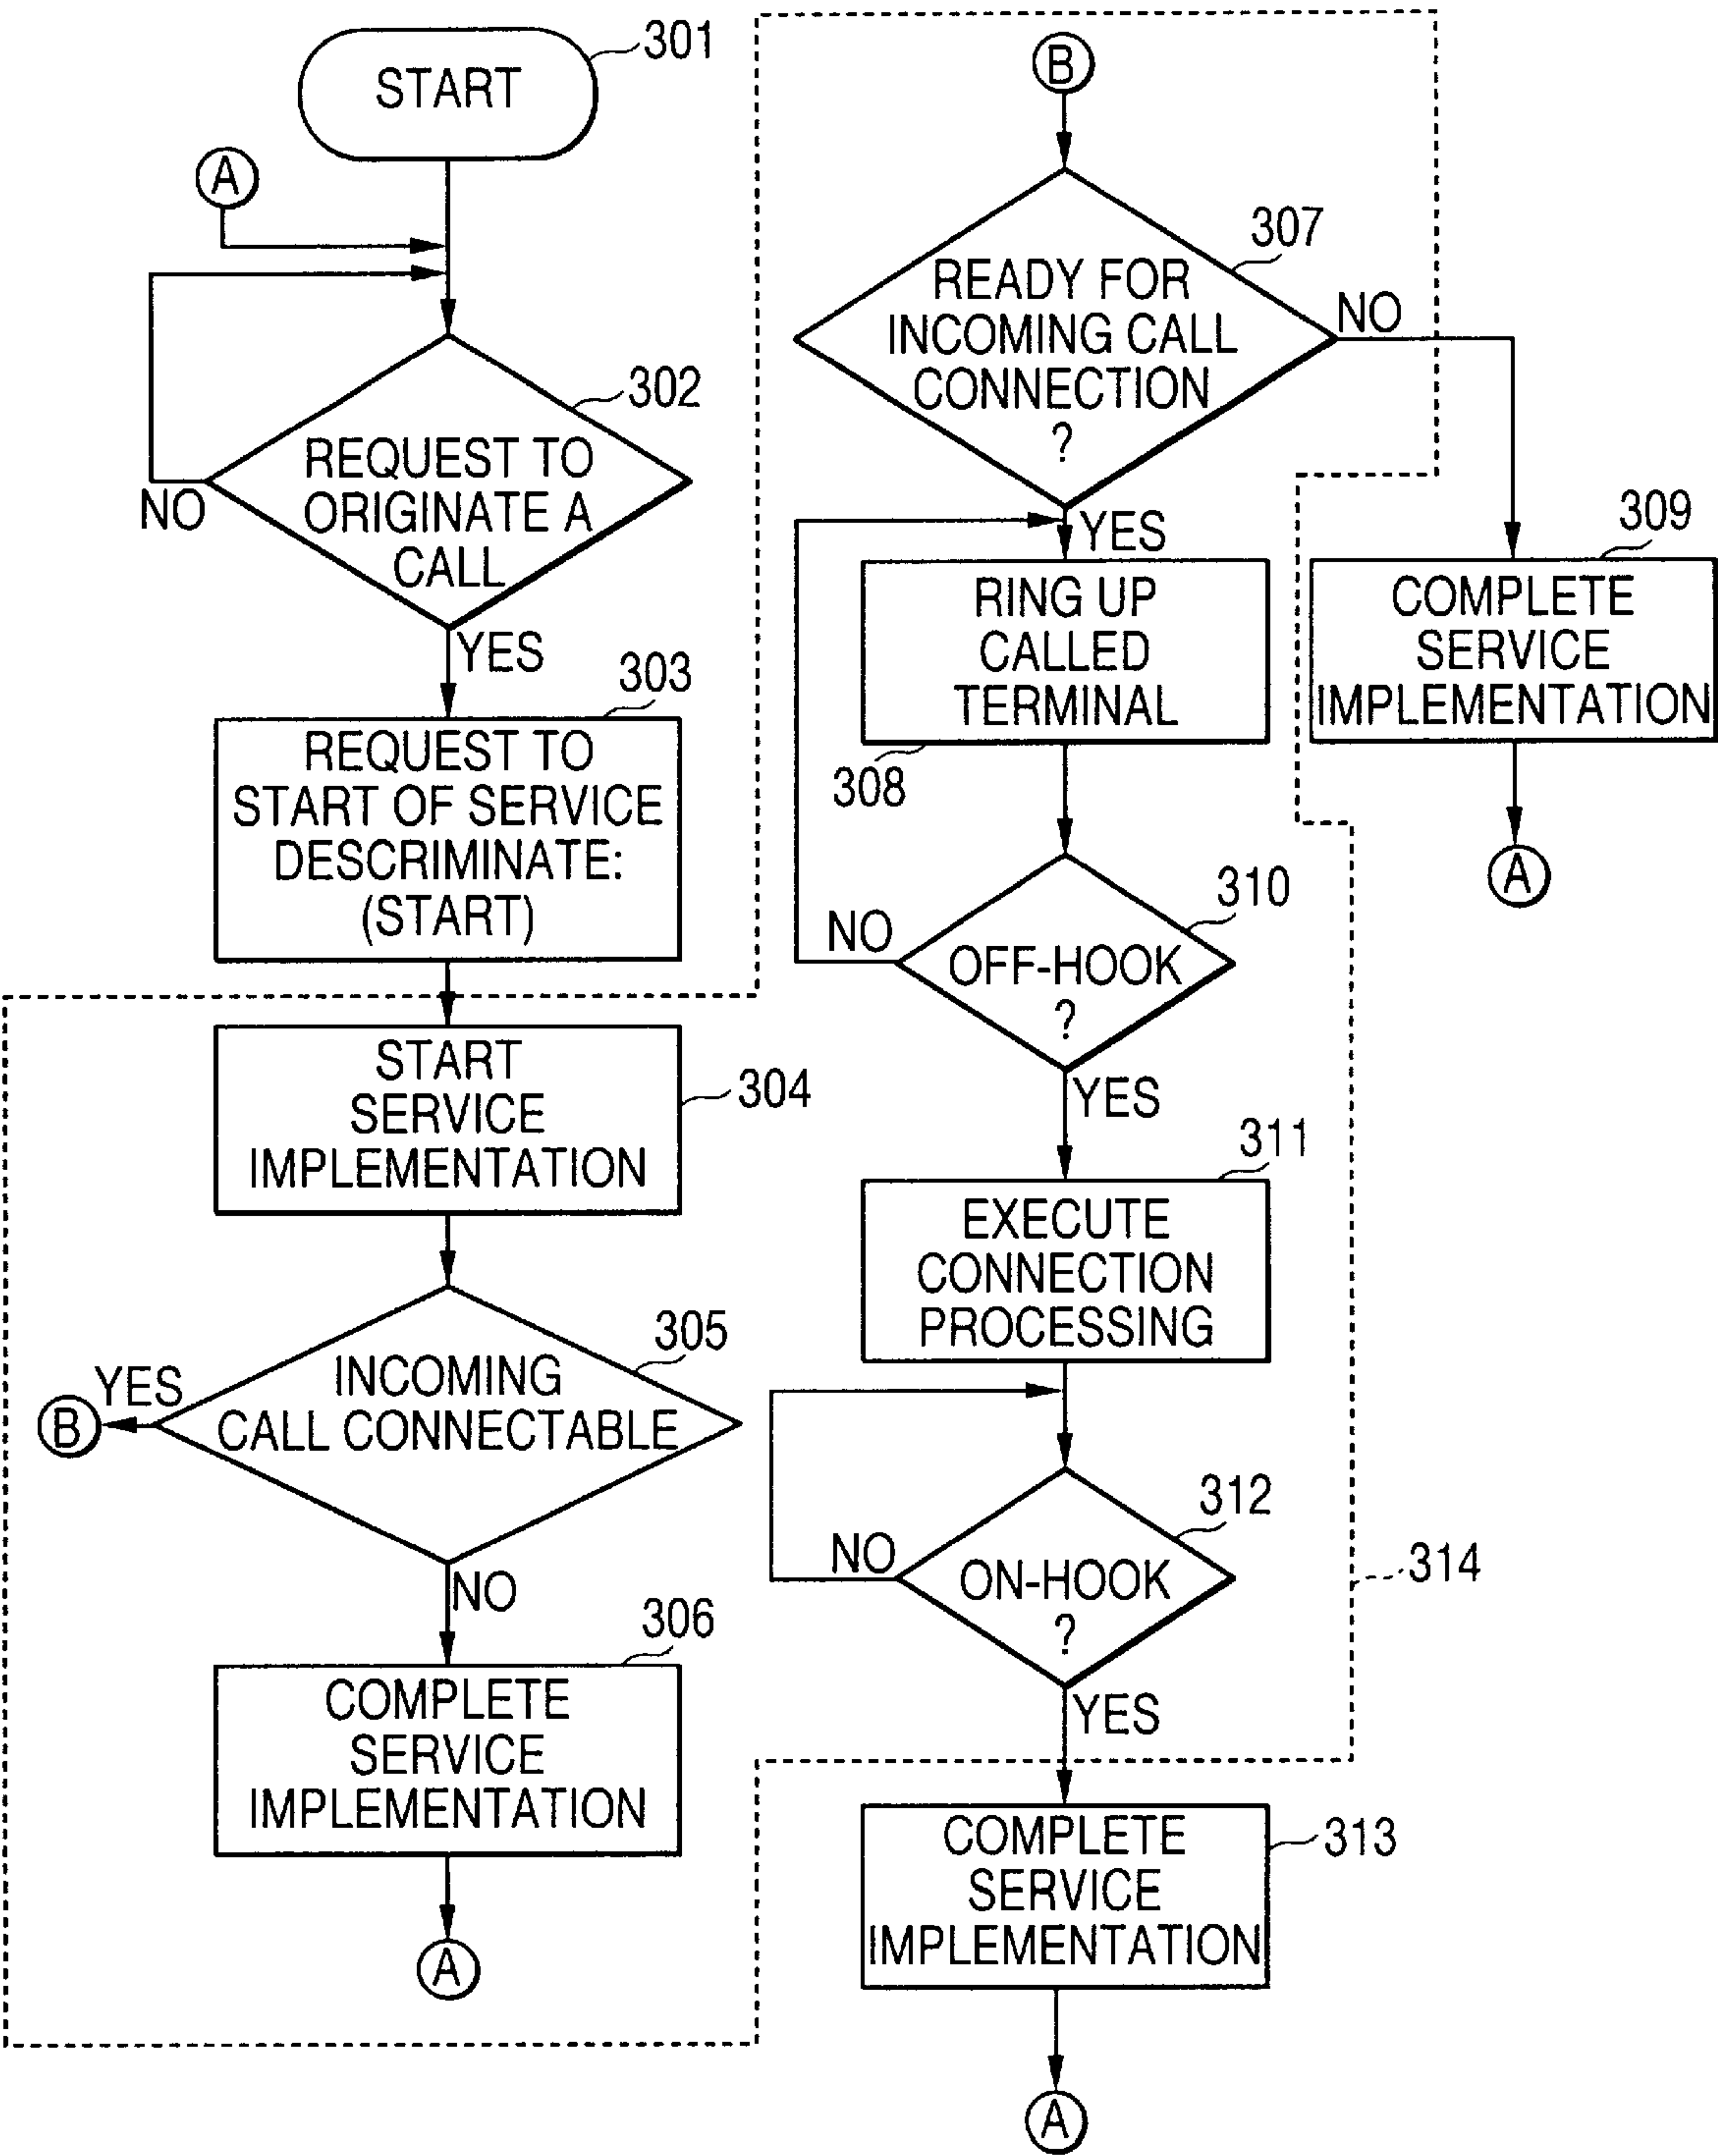 301
START
A
302
REQUEST TO
ORIGINATE A
CALL
NO
YES
303
REQUEST TO
START OF SERVICE
DESCRIMINATE:
(START)
START
SERVICE
IMPLEMENTATION
304
305
INCOMING
CALL CONNECTABLE
YES
B
NO
306
COMPLETE
SERVICE
IMPLEMENTATION
A
B
307
READY FOR
INCOMING CALL
CONNECTION
?
NO
YES
RING UP
CALLED
TERMINAL
308
309
COMPLETE
SERVICE
IMPLEMENTATION
A
310
NO
OFF-HOOK
?
YES
311
EXECUTE
CONNECTION
PROCESSING
312
NO
ON-HOOK
?
314
YES
COMPLETE
SERVICE
IMPLEMENTATION
313
A